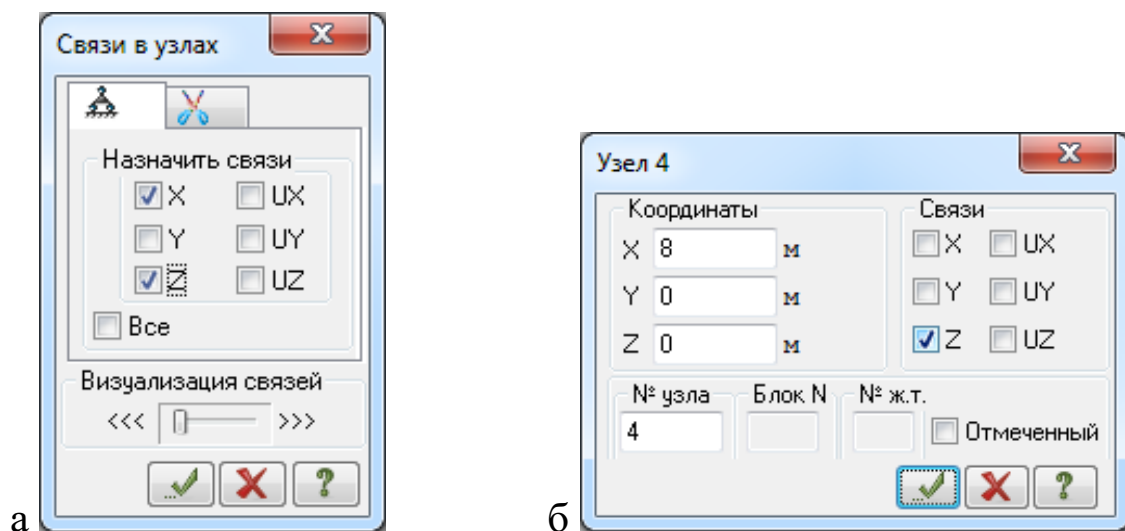 Связи в узлах
Назначить связи
X UX
Y UY
Z UZ
Все
Визуализация связей
<<< >>>
а
Узел 4
Координаты Связи
X 8 м X UX
Y 0 м Y UY
Z 0 м Z UZ
№ узла Блок N № ж.т.
4 Отмеченный
б